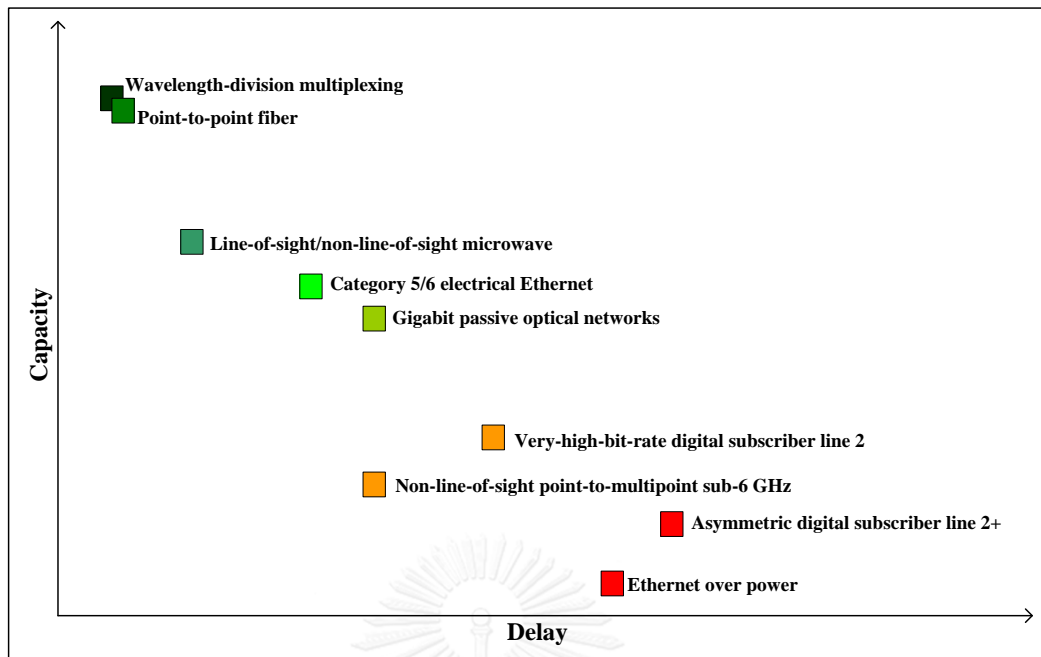 Wavelength-division multiplexing
Point-to-point fiber
Line-of-sight/non-line-of-sight microwave
Category 5/6 electrical Ethernet
Gigabit passive optical networks
Capacity
Very-high-bit-rate digital subscriber line 2
Non-line-of-sight point-to-multipoint sub-6 GHz
Asymmetric digital subscriber line 2+
Ethernet over power
Delay